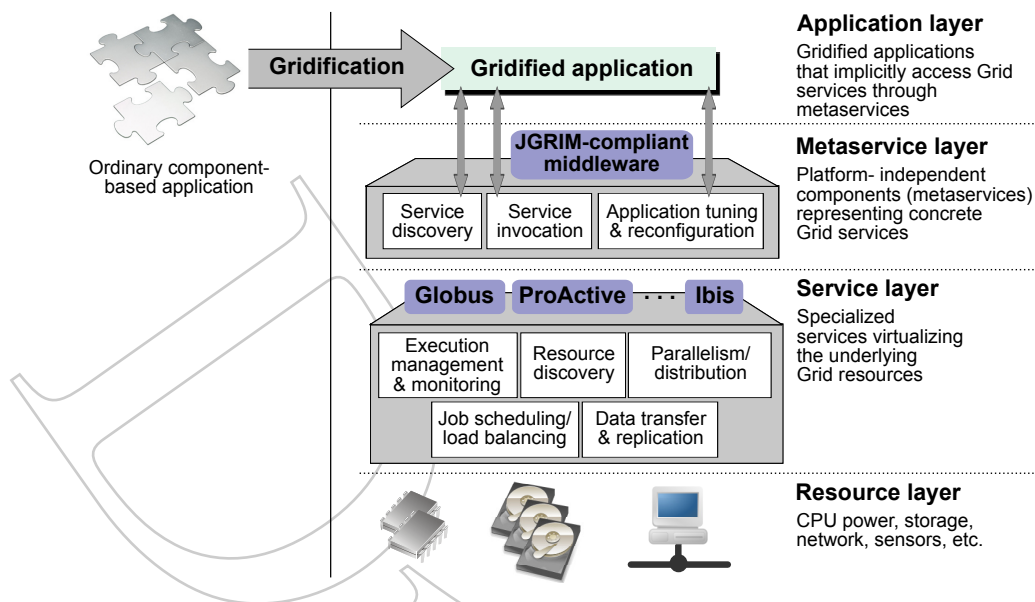 Application layer
Gridified applications
that implicitly access Grid
services through
metaservices
Gridification
Gridified application
Ordinary component-
based application
JGRIM-compliant
middleware
Metaservice layer
Platform- independent
components (metaservices)
representing concrete
Grid services
Service
discovery
Service
invocation
Application tuning
& reconfiguration
Globus
ProActive
· · ·
Ibis
Service layer
Specialized
services virtualizing
the underlying
Grid resources
Execution
management
& monitoring
Resource
discovery
Parallelism/
distribution
Job scheduling/
load balancing
Data transfer
& replication
Resource layer
CPU power, storage,
network, sensors, etc.